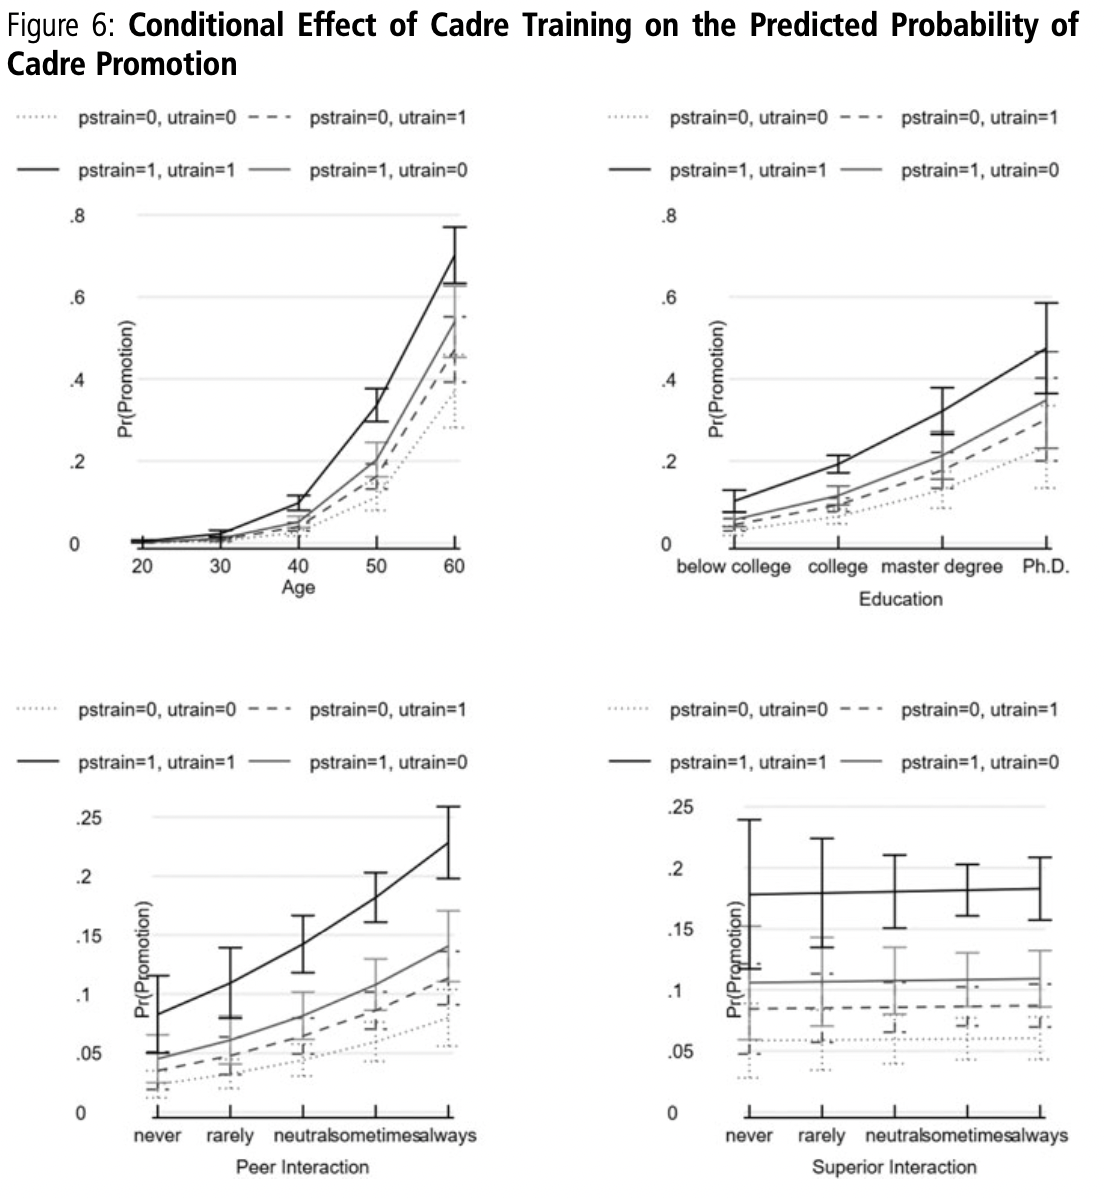 Figure 6: Conditional Effect of Cadre Training on the Predicted Probability of
Cadre Promotion
pstrain=0, utrain=0 pstrain=0, utrain=1
pstrain=1, utrain=1 pstrain=1, utrain=0
.8
.6
.4
.2
0
Pr(Promotion)
20 30 40 50 60
Age
pstrain=0, utrain=0 pstrain=0, utrain=1
pstrain=1, utrain=1 pstrain=1, utrain=0
.8
.6
.4
.2
0
Pr(Promotion)
below college college master degree Ph.D.
Education
pstrain=0, utrain=0 pstrain=0, utrain=1
pstrain=1, utrain=1 pstrain=1, utrain=0
.25
.2
.15
.1
.05
0
Pr(Promotion)
never rarely neutral sometimes always
Peer Interaction
pstrain=0, utrain=0 pstrain=0, utrain=1
pstrain=1, utrain=1 pstrain=1, utrain=0
.25
.2
.15
.1
.05
0
Pr(Promotion)
never rarely neutral sometimes always
Superior Interaction